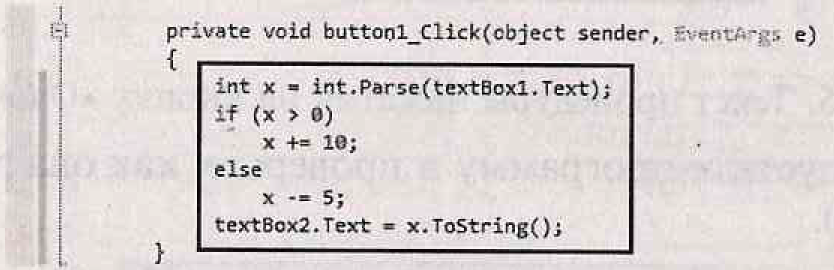 private void button1_Click(object sender, EventArgs e)
{
int x = int.Parse(textBox1.Text);
if (x > 0)
x += 10;
else
x -= 5;
textBox2.Text = x.ToString();
}